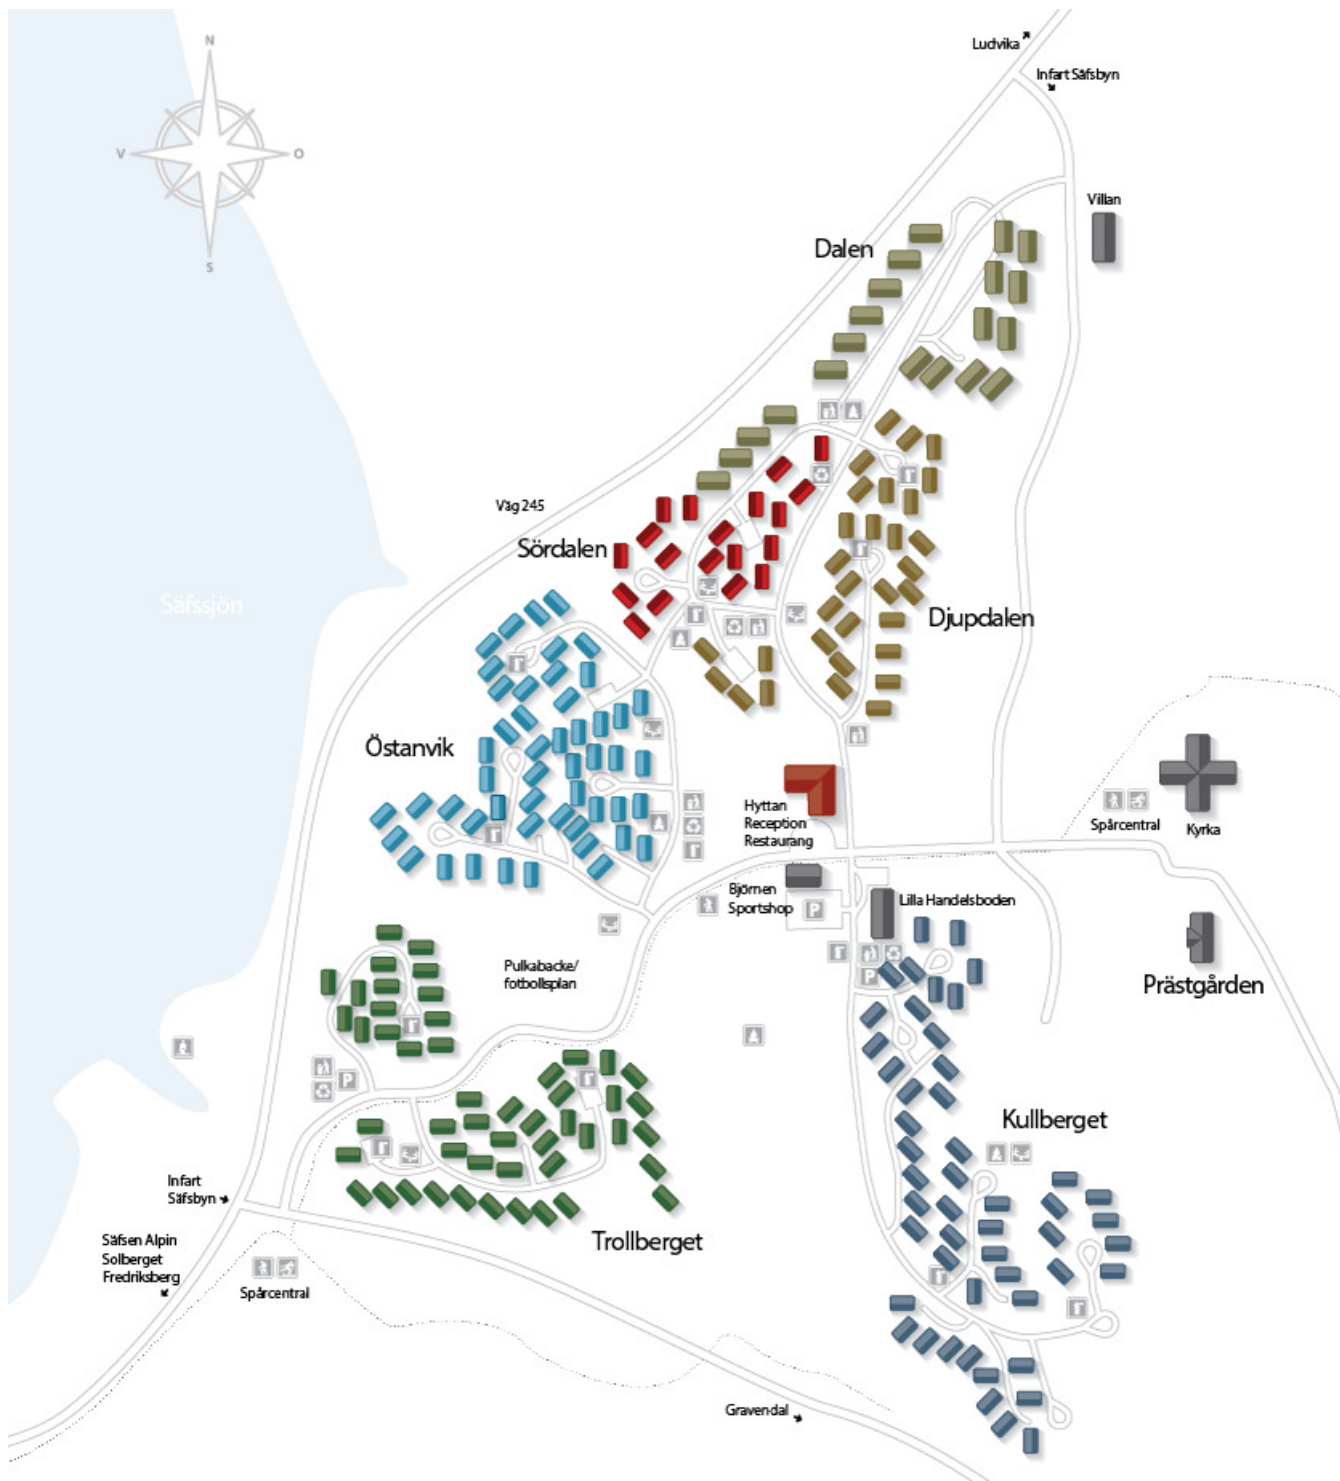 Ludvika
N
Infart Säfsbyn
V
O
Villan
Dalen
S
Väg 245
Sördalen
Säfssjön
Djupdalen
Östanvik
Hyttan
Reception
Restaurang
Spårcentral
Kyrka
Björnen
Sportshop
P
Lilla Handelsboden
Pulkabacke/
fotbollsplan
P
Prästgården
P
Kullberget
Infart
Säfsbyn
Säfsen Alpin
Solberget
Fredriksberg
Trollberget
Spårcentral
Gravendal